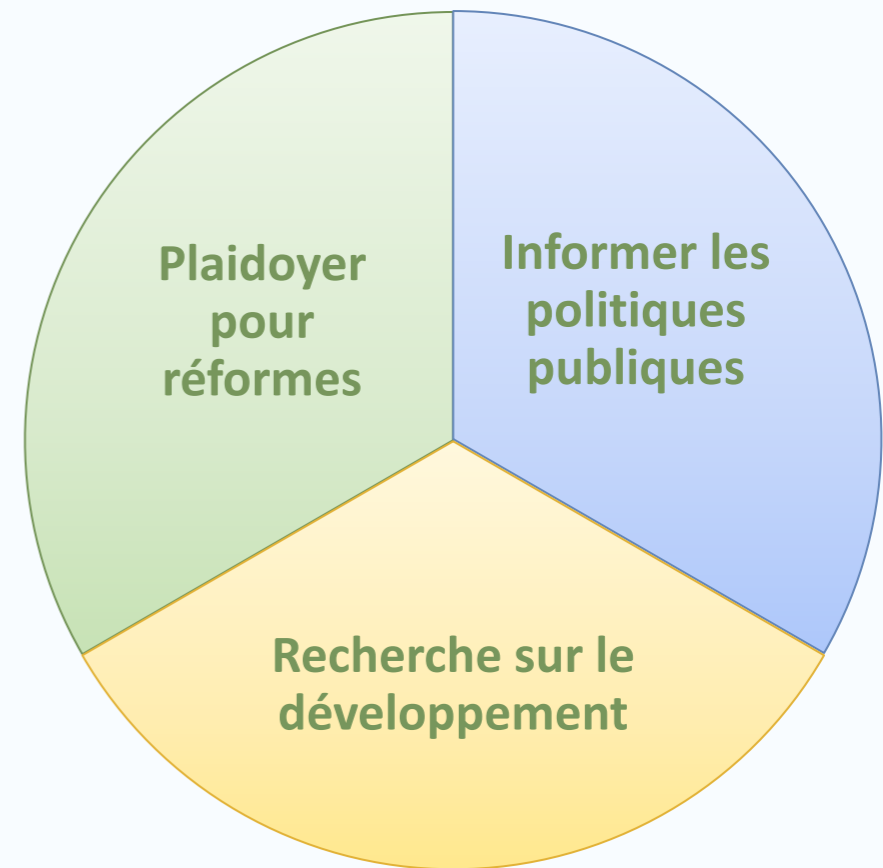 Plaidoyer
pour
réformes
Informer les
politiques
publiques
Recherche sur le
développement